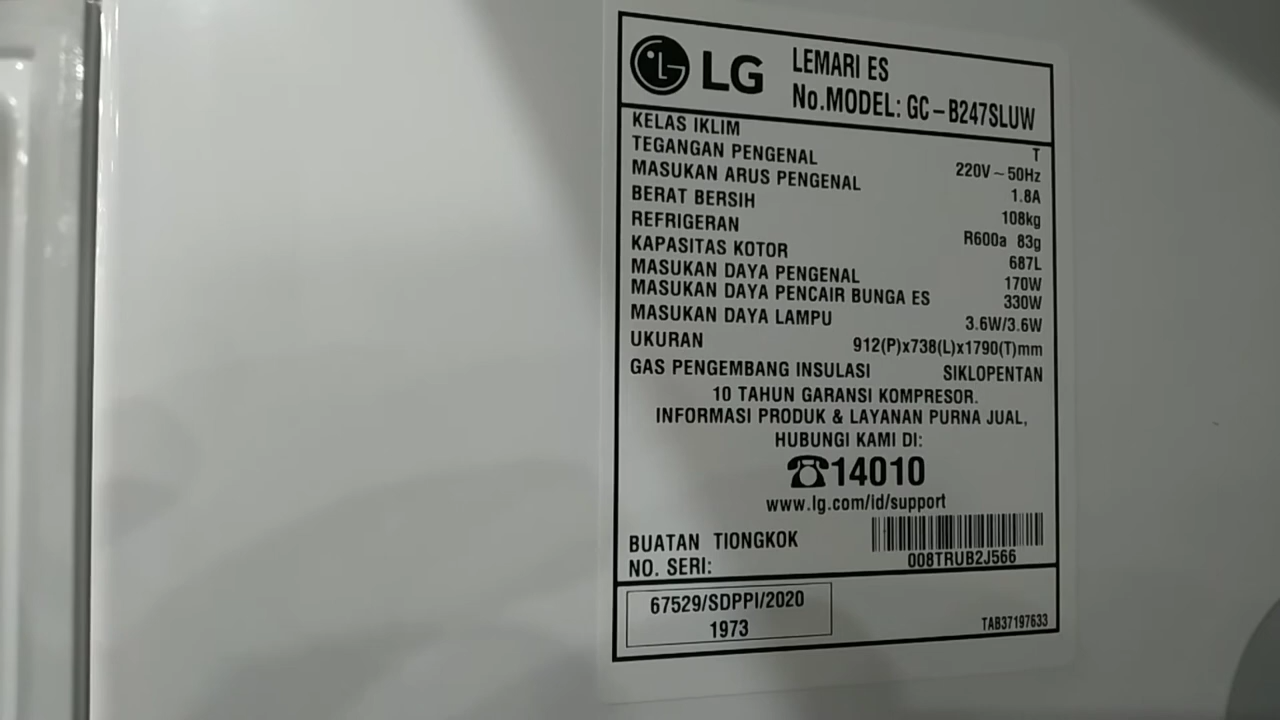 LG
LEMARI ES
No.MODEL: GC-B247SLUW
KELAS IKLIM T
TEGANGAN PENGENAL 220V~50Hz
MASUKAN ARUS PENGENAL 1.8A
BERAT BERSIH 108kg
REFRIGERAN R600a 83g
KAPASITAS KOTOR 687L
MASUKAN DAYA PENGENAL 170W
MASUKAN DAYA PENCAIR BUNGA ES 330W
MASUKAN DAYA LAMPU 3.6W/3.6W
UKURAN 912(P)x738(L)x1790(T)mm
GAS PENGEMBANG INSULASI SIKLOPENTAN
10 TAHUN GARANSI KOMPRESOR.
INFORMASI PRODUK & LAYANAN PURNA JUAL,
HUBUNGI KAMI DI:
☎14010
www.lg.com/id/support
BUATAN TIONGKOK
NO. SERI: 008TRUB2J566
67529/SDPPI/2020
1973
TAB37197633